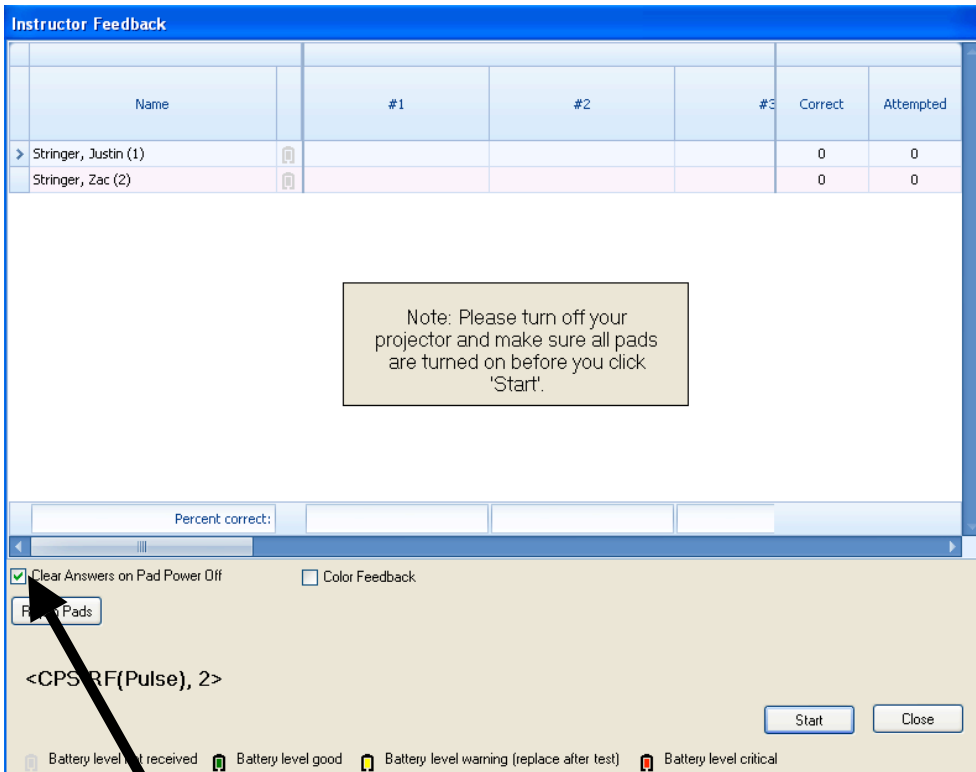 Instructor Feedback
Name #1 #2 #3 Correct Attempted
Stringer, Justin (1) 0 0
Stringer, Zac (2) 0 0
Note: Please turn off your
projector and make sure all pads
are turned on before you click
'Start'.
Percent correct:
Clear Answers on Pad Power Off Color Feedback
Pads
<CPS RF(Pulse), 2>
Start Close
Battery level not received Battery level good Battery level warning (replace after test) Battery level critical